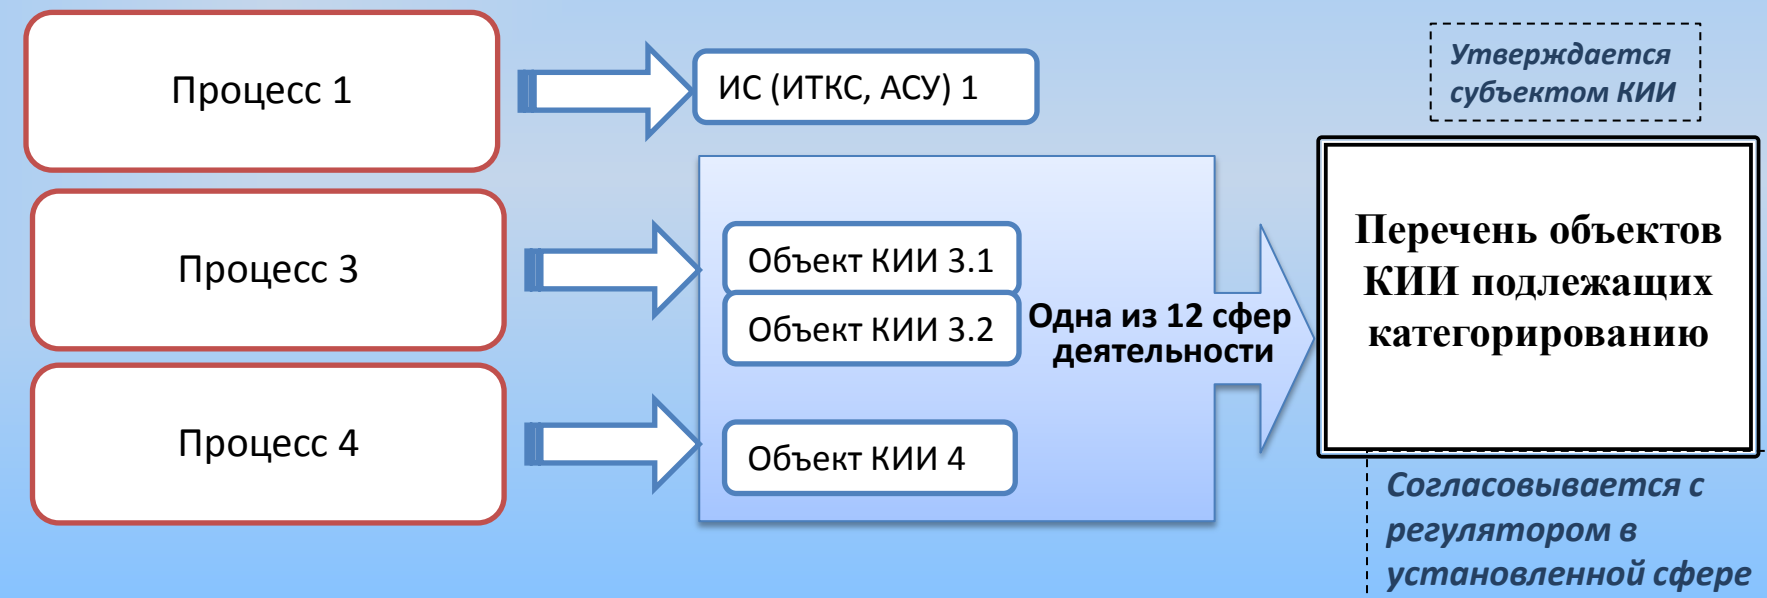 Процесс 1
ИС (ИТКС, АСУ) 1
Утверждается
субъектом КИИ
Процесс 3
Объект КИИ 3.1
Объект КИИ 3.2
Одна из 12 сфер
деятельности
Перечень объектов
КИИ подлежащих
категорированию
Процесс 4
Объект КИИ 4
Согласовывается с
регулятором в
установленной сфере